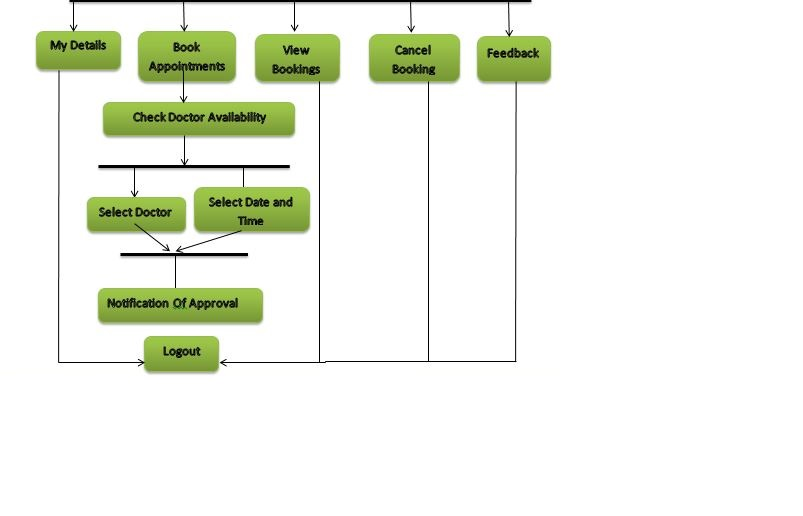 My Details
Book
Appointments
View
Bookings
Cancel
Booking
Feedback
Check Doctor Availability
Select Doctor
Select Date and
Time
Notification Of Approval
Logout